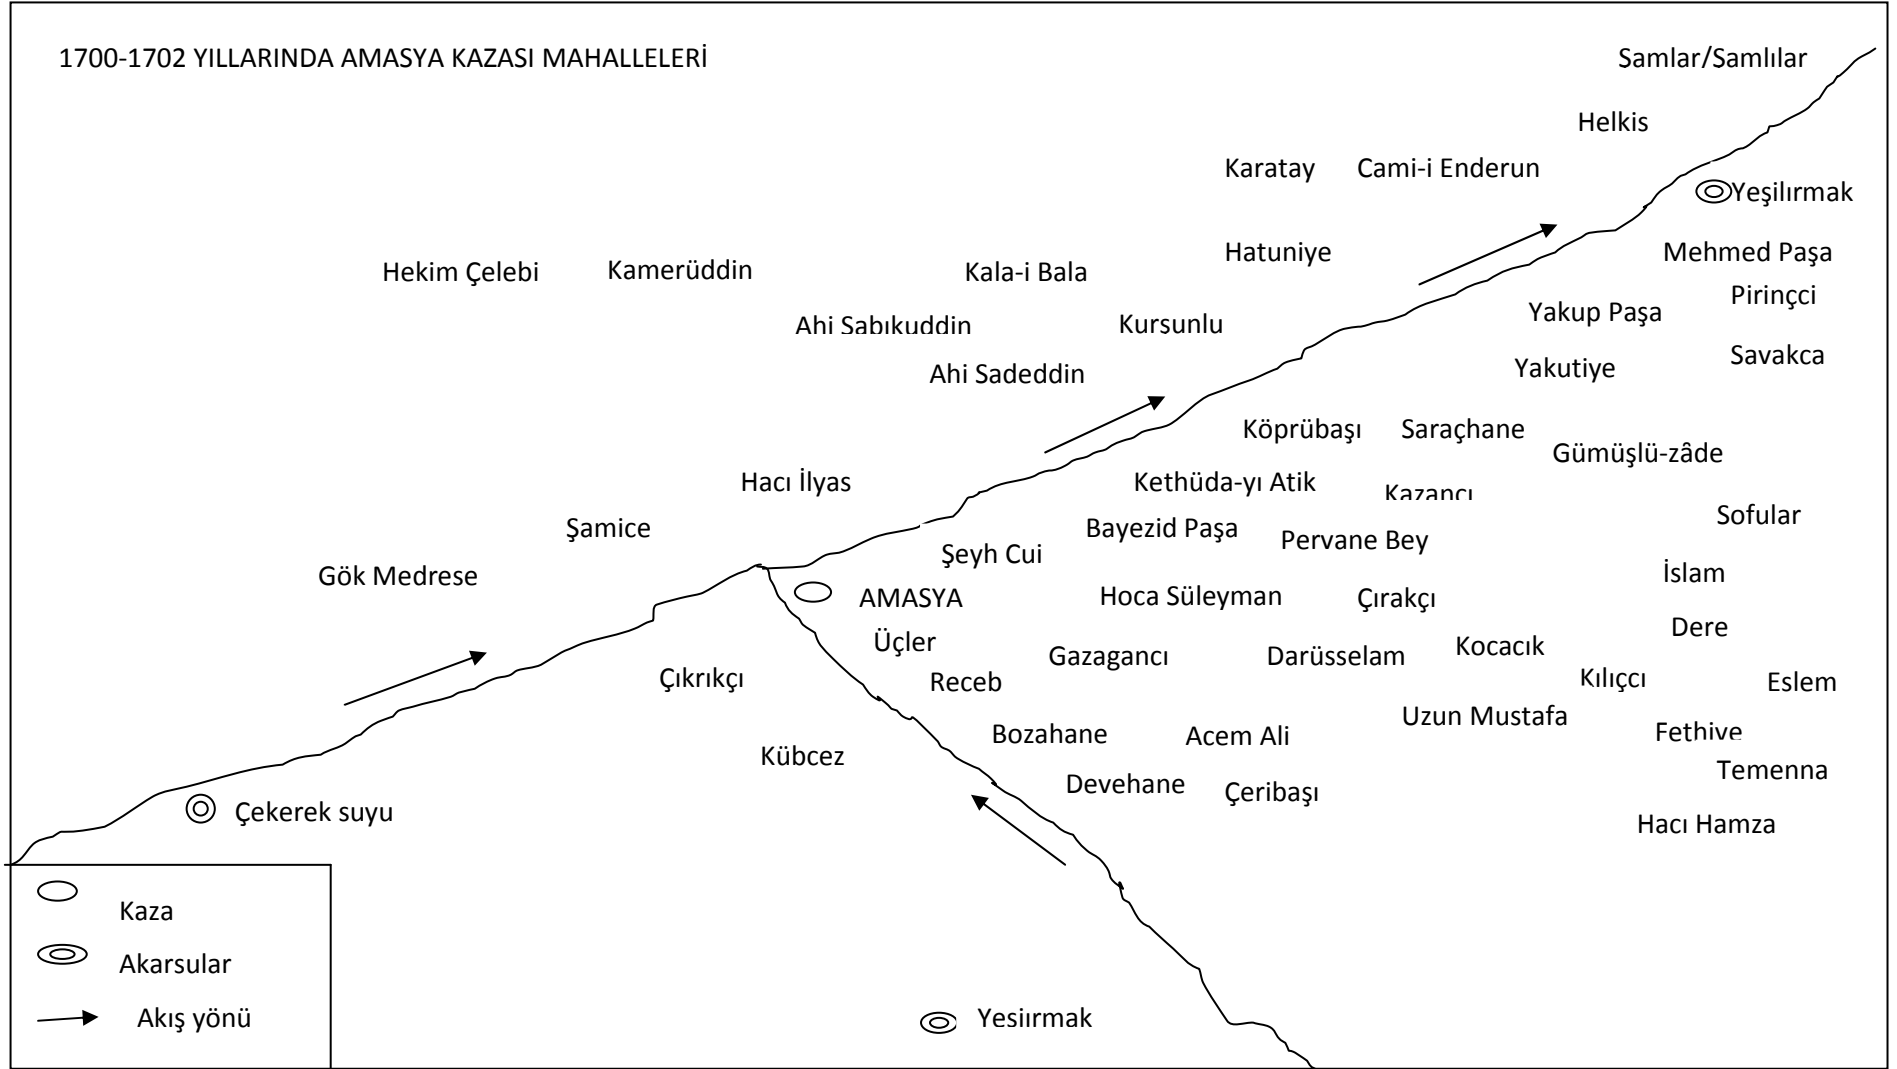 1700-1702 YILLARINDA AMASYA KAZASI MAHALLELERİ
Samlar/Samlılar
Helkis
Karatay
Cami-i Enderun
Yeşilırmak
Hatuniye
Mehmed Paşa
Hekim Çelebi
Kamerüddin
Kala-i Bala
Pirinçci
Ahi Sabıkuddin
Kursunlu
Yakup Paşa
Savakca
Ahi Sadeddin
Yakutiye
Köprübaşı
Saraçhane
Gümüşlü-zâde
Hacı İlyas
Kethüda-yı Atik
Kazancı
Sofular
Şamice
Bayezid Paşa
Pervane Bey
Şeyh Cui
Gök Medrese
İslam
AMASYA
Hoca Süleyman
Çırakçı
Dere
Üçler
Gazagancı
Darüsselam
Kocacık
Çıkrıkçı
Receb
Kılıçcı
Eslem
Uzun Mustafa
Bozahane
Acem Ali
Fethiye
Kübcez
Temenna
Devehane
Çeribaşı
Çekerek suyu
Hacı Hamza
Kaza
Akarsular
Akış yönü
Yesiırmak